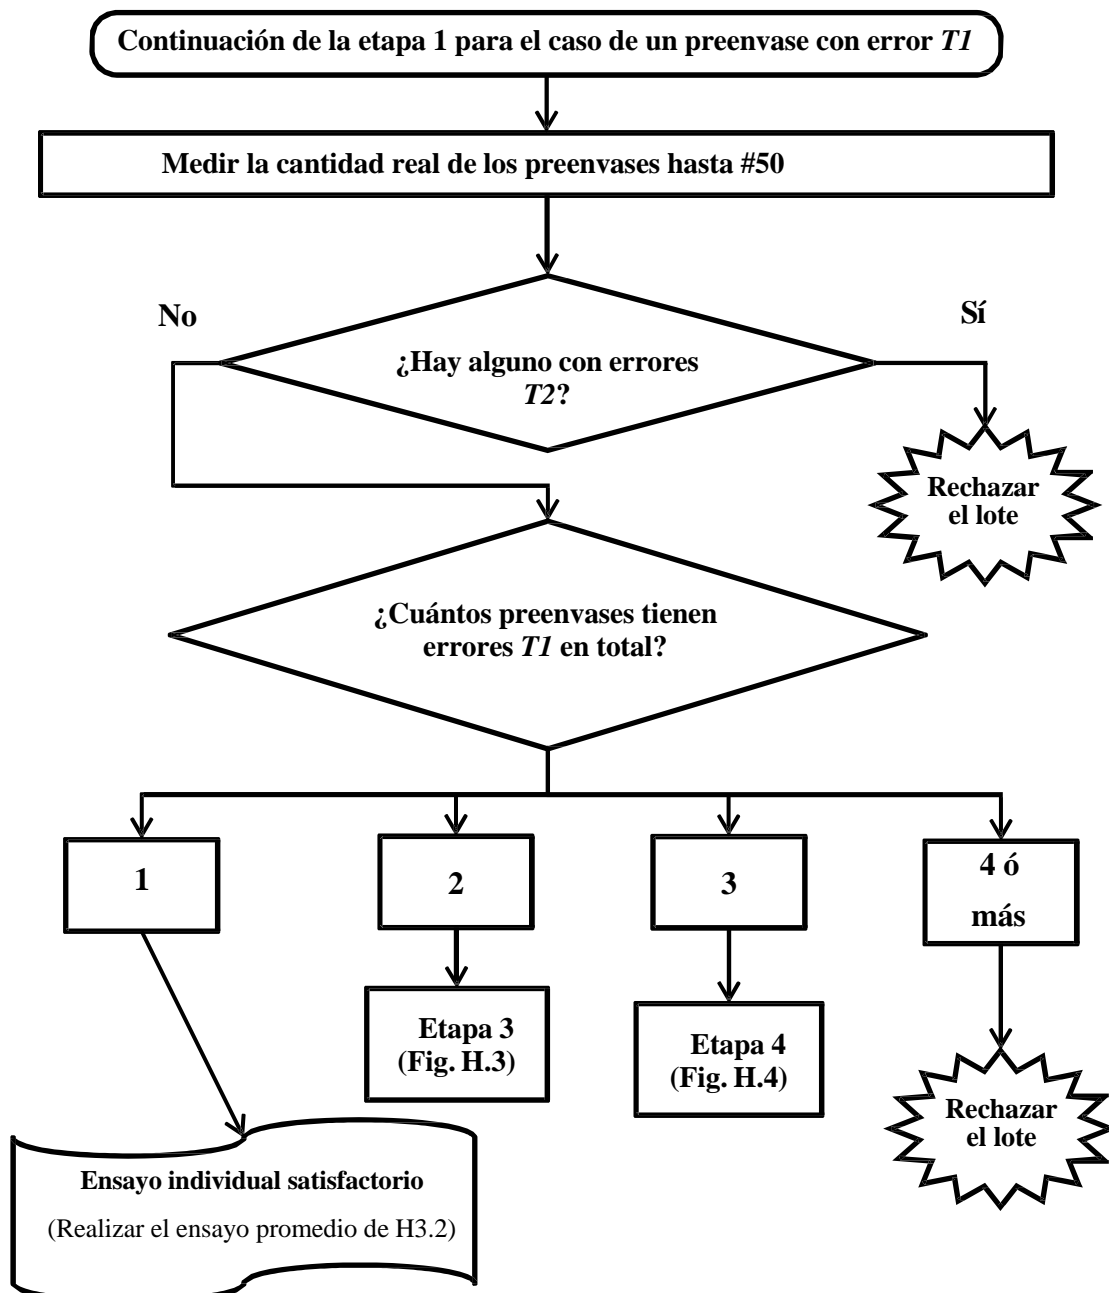 Continuación de la etapa 1 para el caso de un preenvase con error T1
Medir la cantidad real de los preenvases hasta #50
No
Sí
¿Hay alguno con errores
T2?
Rechazar
el lote
¿Cuántos preenvases tienen
errores T1 en total?
1
2
3
4 ó
más
Etapa 3
(Fig. H.3)
Etapa 4
(Fig. H.4)
Rechazar
el lote
Ensayo individual satisfactorio
(Realizar el ensayo promedio de H3.2)